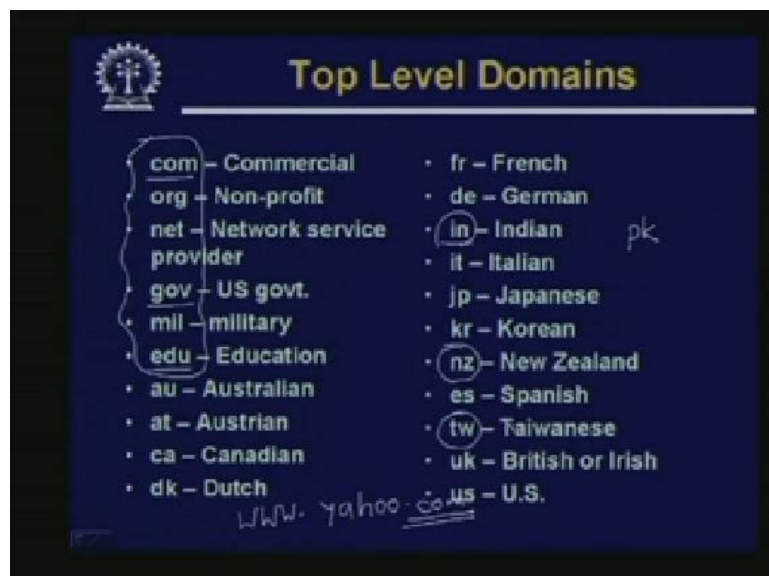 Top Level Domains
• com – Commercial
• org – Non-profit
• net – Network service
provider
• gov – US govt.
• mil – military
• edu – Education
• au – Australian
• at – Austrian
• ca – Canadian
• dk – Dutch
• fr – French
• de – German
• in – Indian
pk
• it – Italian
• jp – Japanese
• kr – Korean
• nz – New Zealand
• es – Spanish
• tw – Taiwanese
• uk – British or Irish
• us – U.S.
www. yahoo.com